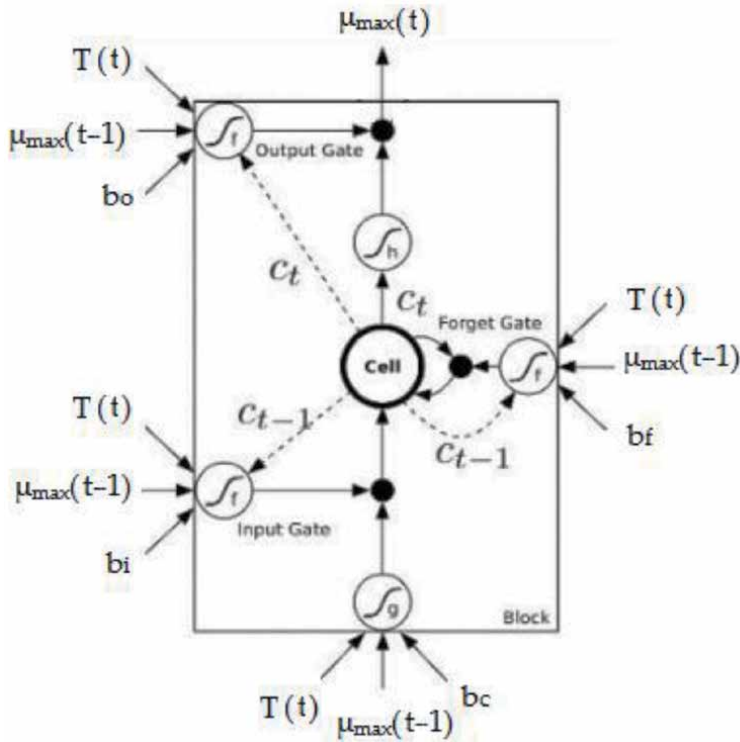 μmax(t)
T(t)
μmax(t-1)
bo
f
Output Gate
h
ct
ct
Forget Gate
T(t)
μmax(t-1)
bf
f
Cell
ct-1
ct-1
T(t)
μmax(t-1)
bi
f
Input Gate
g
Block
T(t)
μmax(t-1)
bc